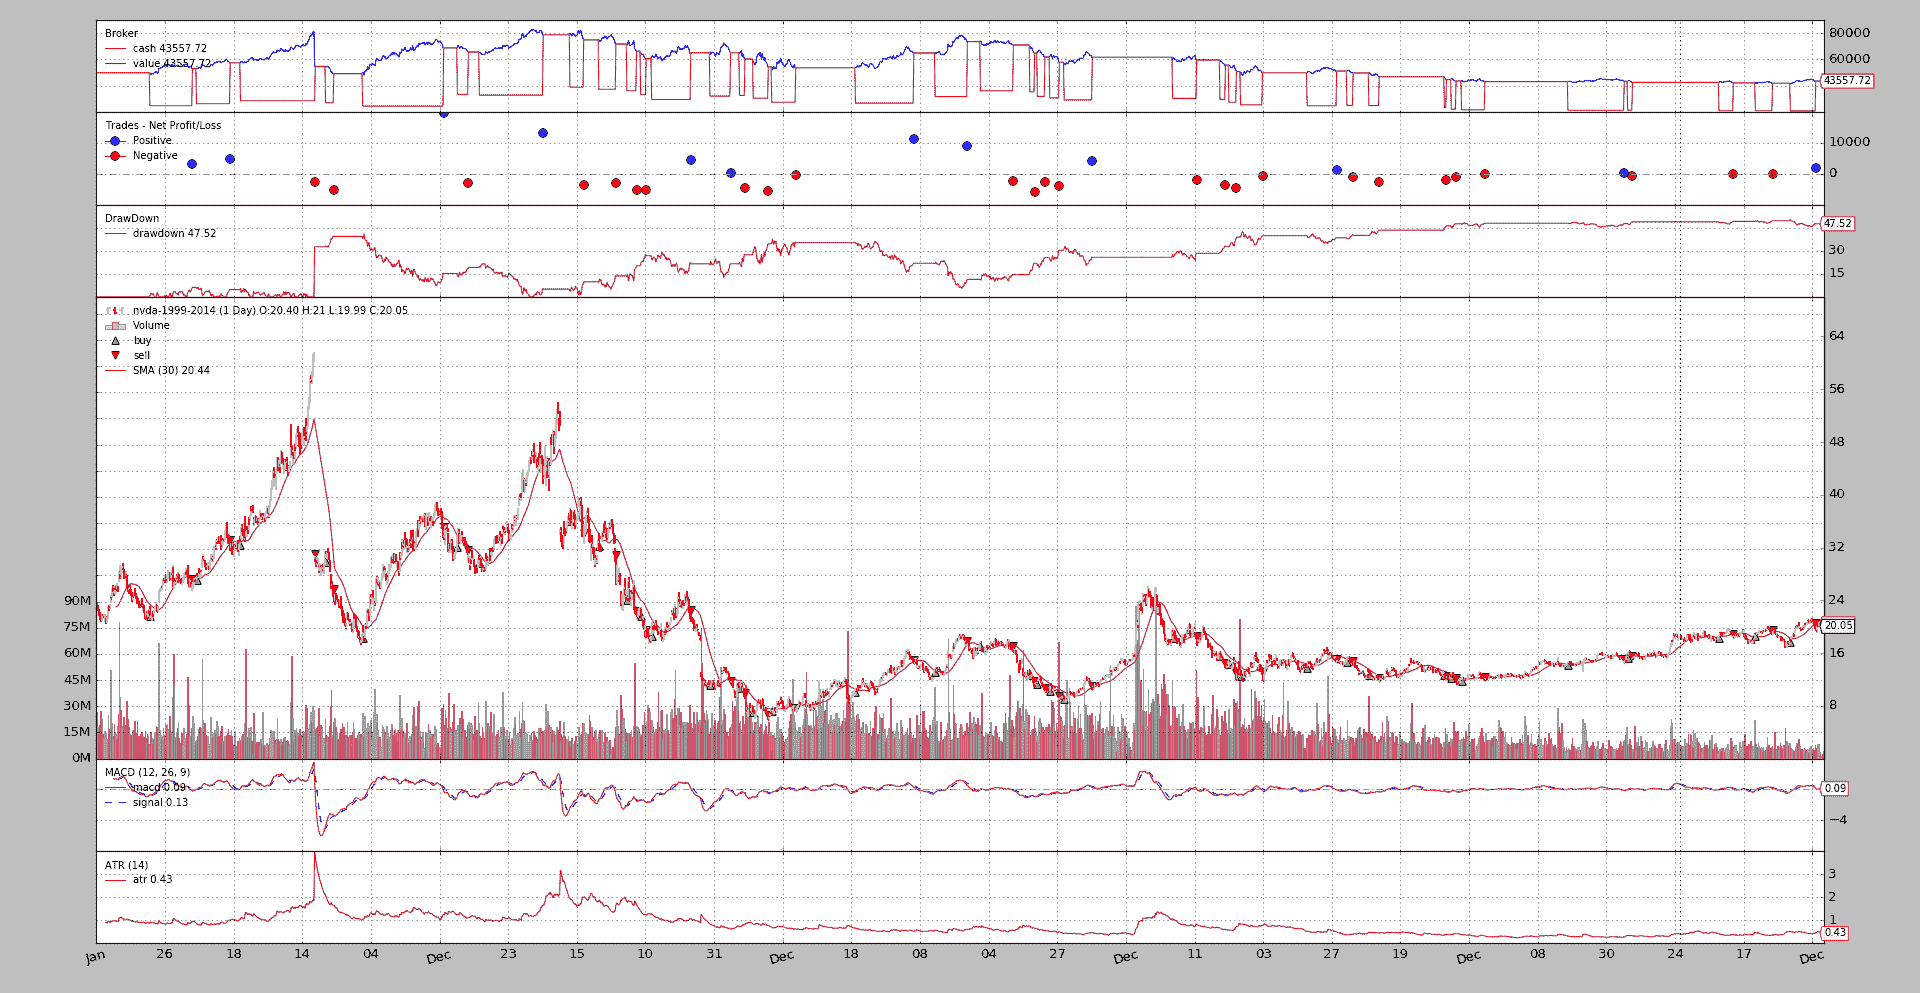 Broker
cash 43557.72
value 43557.72
80000
60000
43557.72
Trades - Net Profit/Loss
Positive
Negative
10000
0
DrawDown
drawdown 47.52
47.52
30
15
nvda-1999-2014 (1 Day) O:20.40 H:21 L:19.99 C:20.05
Volume
buy
sell
SMA (30) 20.44
64
56
48
40
32
24
20.05
16
8
90M
75M
60M
45M
30M
15M
0M
MACD (12, 26, 9)
macd 0.09
signal 0.13
0.09
−4
ATR (14)
atr 0.43
3
2
1
0.43
Jan 26 18 14 04 Dec 23 15 10 31 Dec 18 08 04 27 Dec 11 03 27 19 Dec 08 30 24 17 Dec